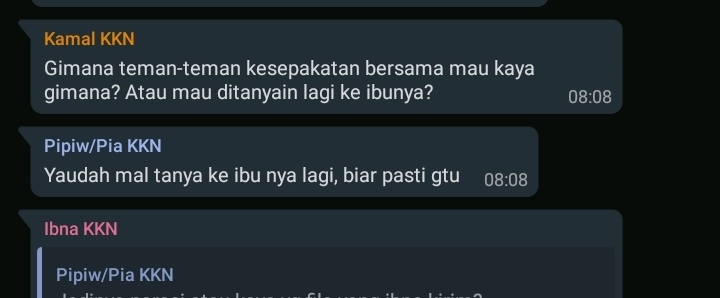 Kamal KKN
Gimana teman-teman kesepakatan bersama mau kaya
gimana? Atau mau ditanyain lagi ke ibunya?
08:08
Pipiw/Pia KKN
Yaudah mal tanya ke ibu nya lagi, biar pasti gtu
08:08
Ibna KKN
Pipiw/Pia KKN